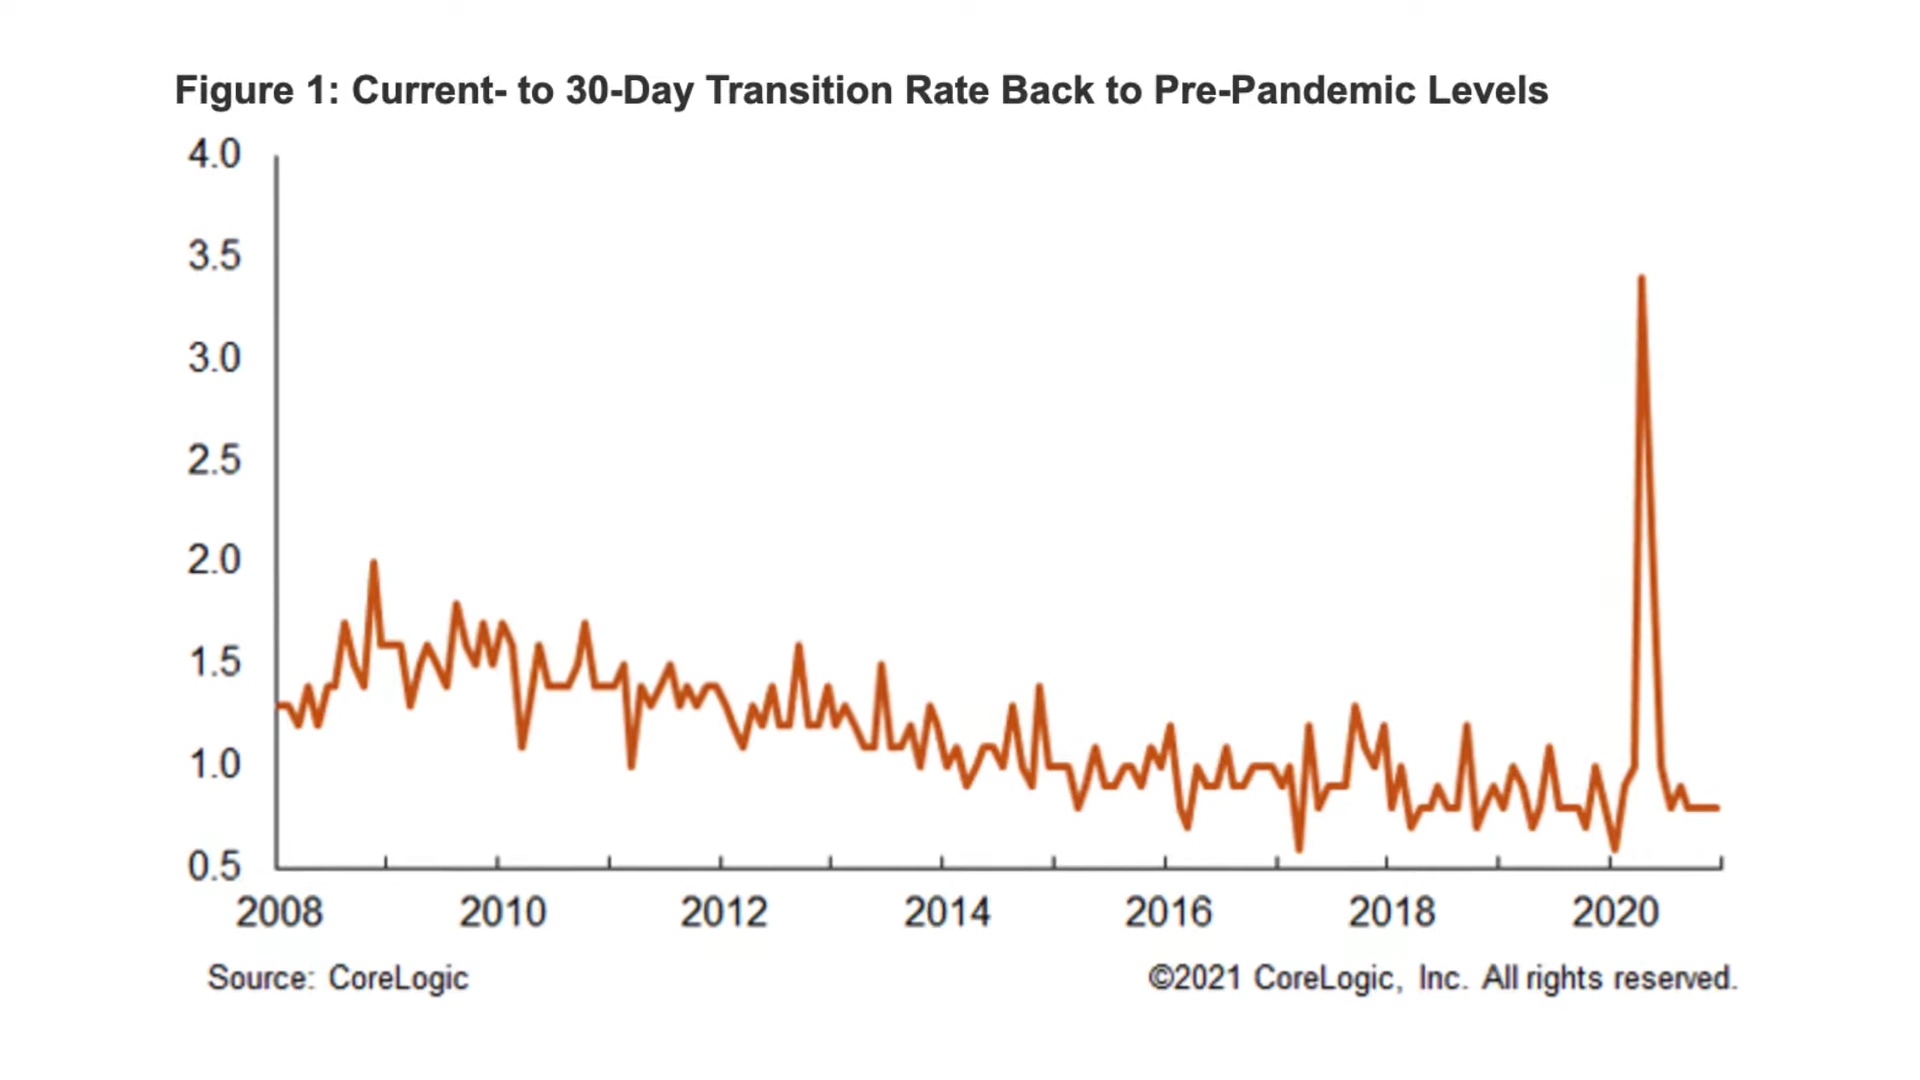 Figure 1: Current- to 30-Day Transition Rate Back to Pre-Pandemic Levels
4.0
3.5
3.0
2.5
2.0
1.5
1.0
0.5
2008 2010 2012 2014 2016 2018 2020
Source: CoreLogic ©2021 CoreLogic, Inc. All rights reserved.